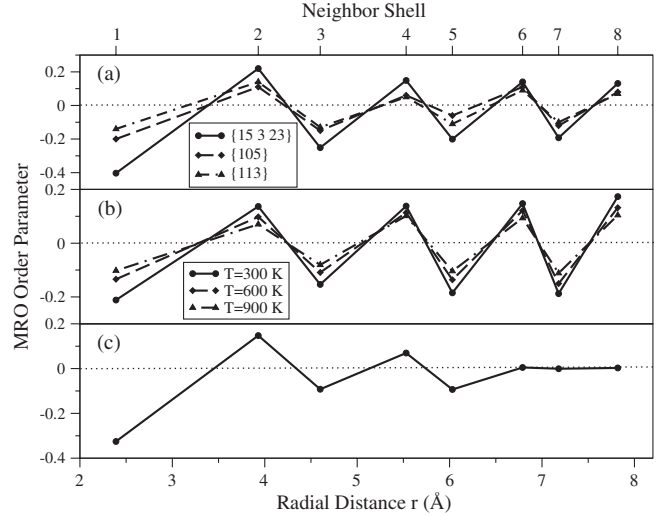 Neighbor Shell
1 2 3 4 5 6 7 8
(a)
0.2
0
-0.2
-0.4
{15 3 23}
{105}
{113}
MRO Order Parameter
(b)
0.2
0
-0.2
T=300 K
T=600 K
T=900 K
(c)
0.2
0
-0.2
-0.4
2 3 4 5 6 7 8
Radial Distance r (Å)